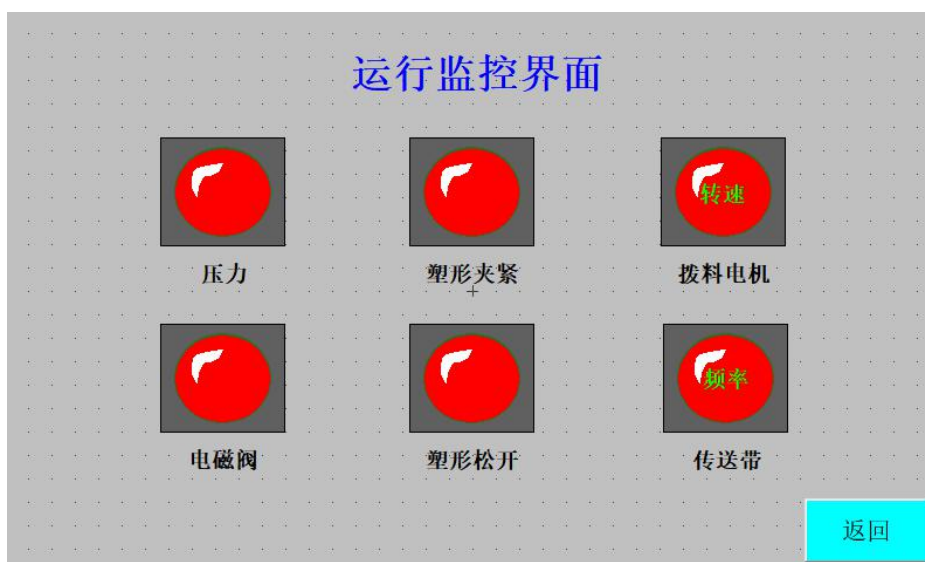 运行监控界面
转速
压力
塑形夹紧
拨料电机
频率
电磁阀
塑形松开
传送带
返回